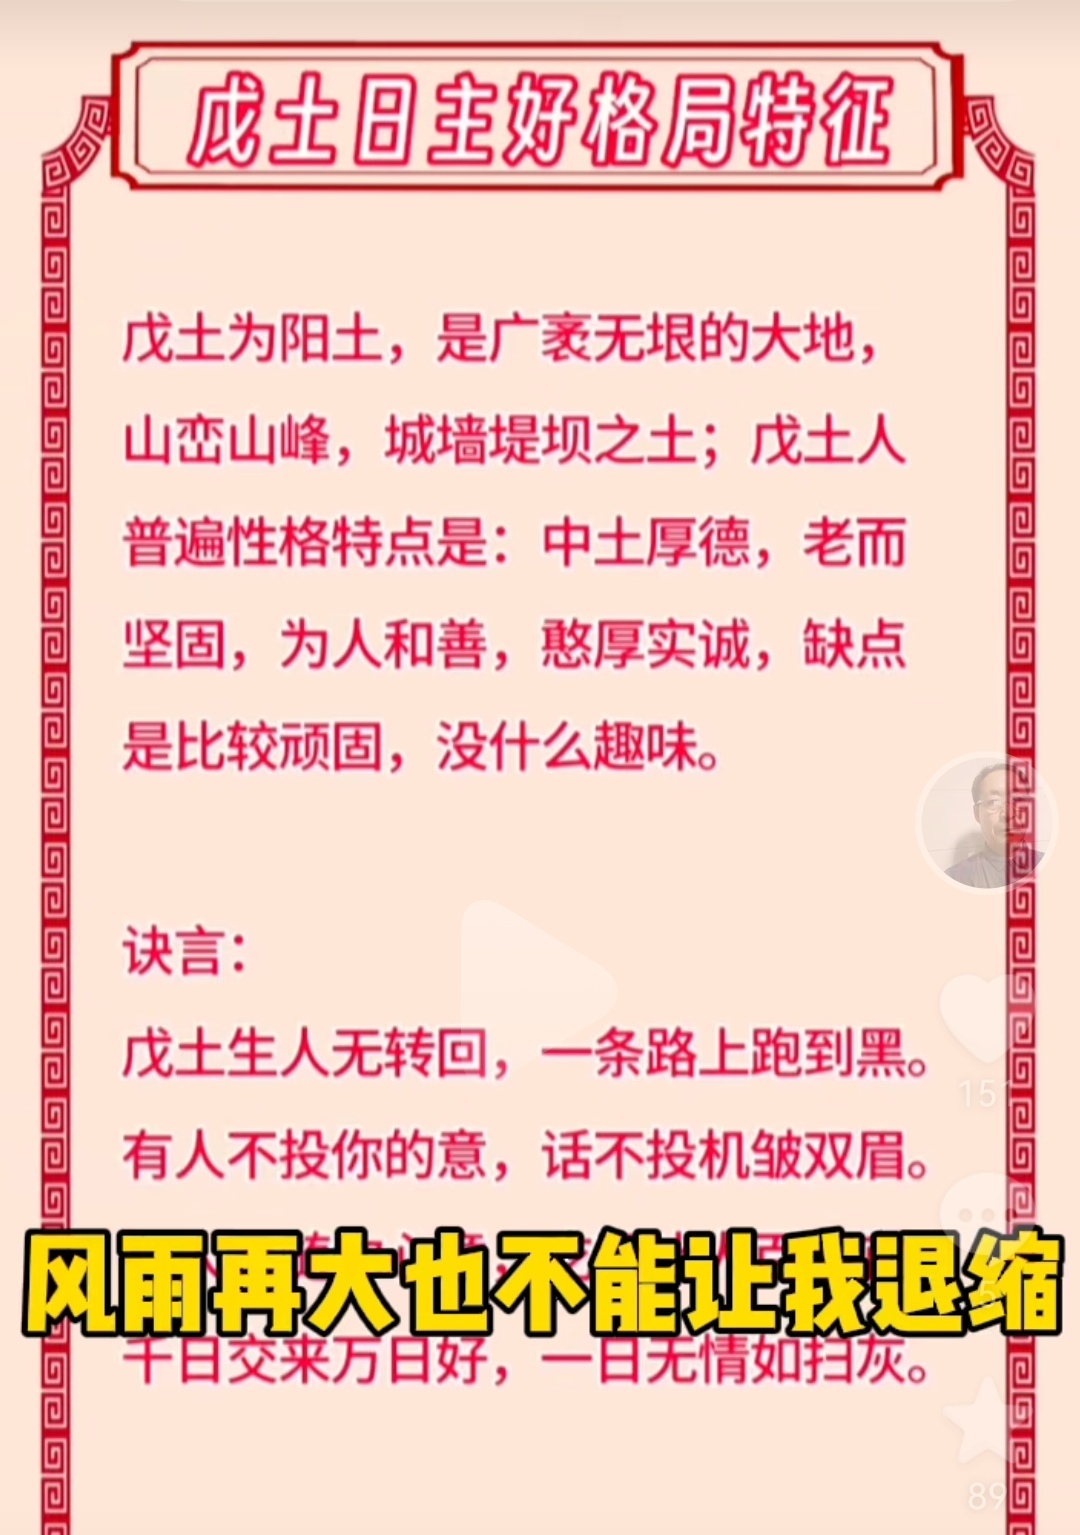 戊土日主好格局特征
戊土为阳土，是广袤无垠的大地，
山峦山峰，城墙堤坝之土；戊土人
普遍性格特点是：中土厚德，老而
坚固，为人和善，憨厚实诚，缺点
是比较顽固，没什么趣味。
诀言：
戊土生人无转回，一条路上跑到黑。
151
有人不投你的意，话不投机皱双眉。
风雨再大也不能让我退缩
千日交来万日好，一日无情如扫灰。
89